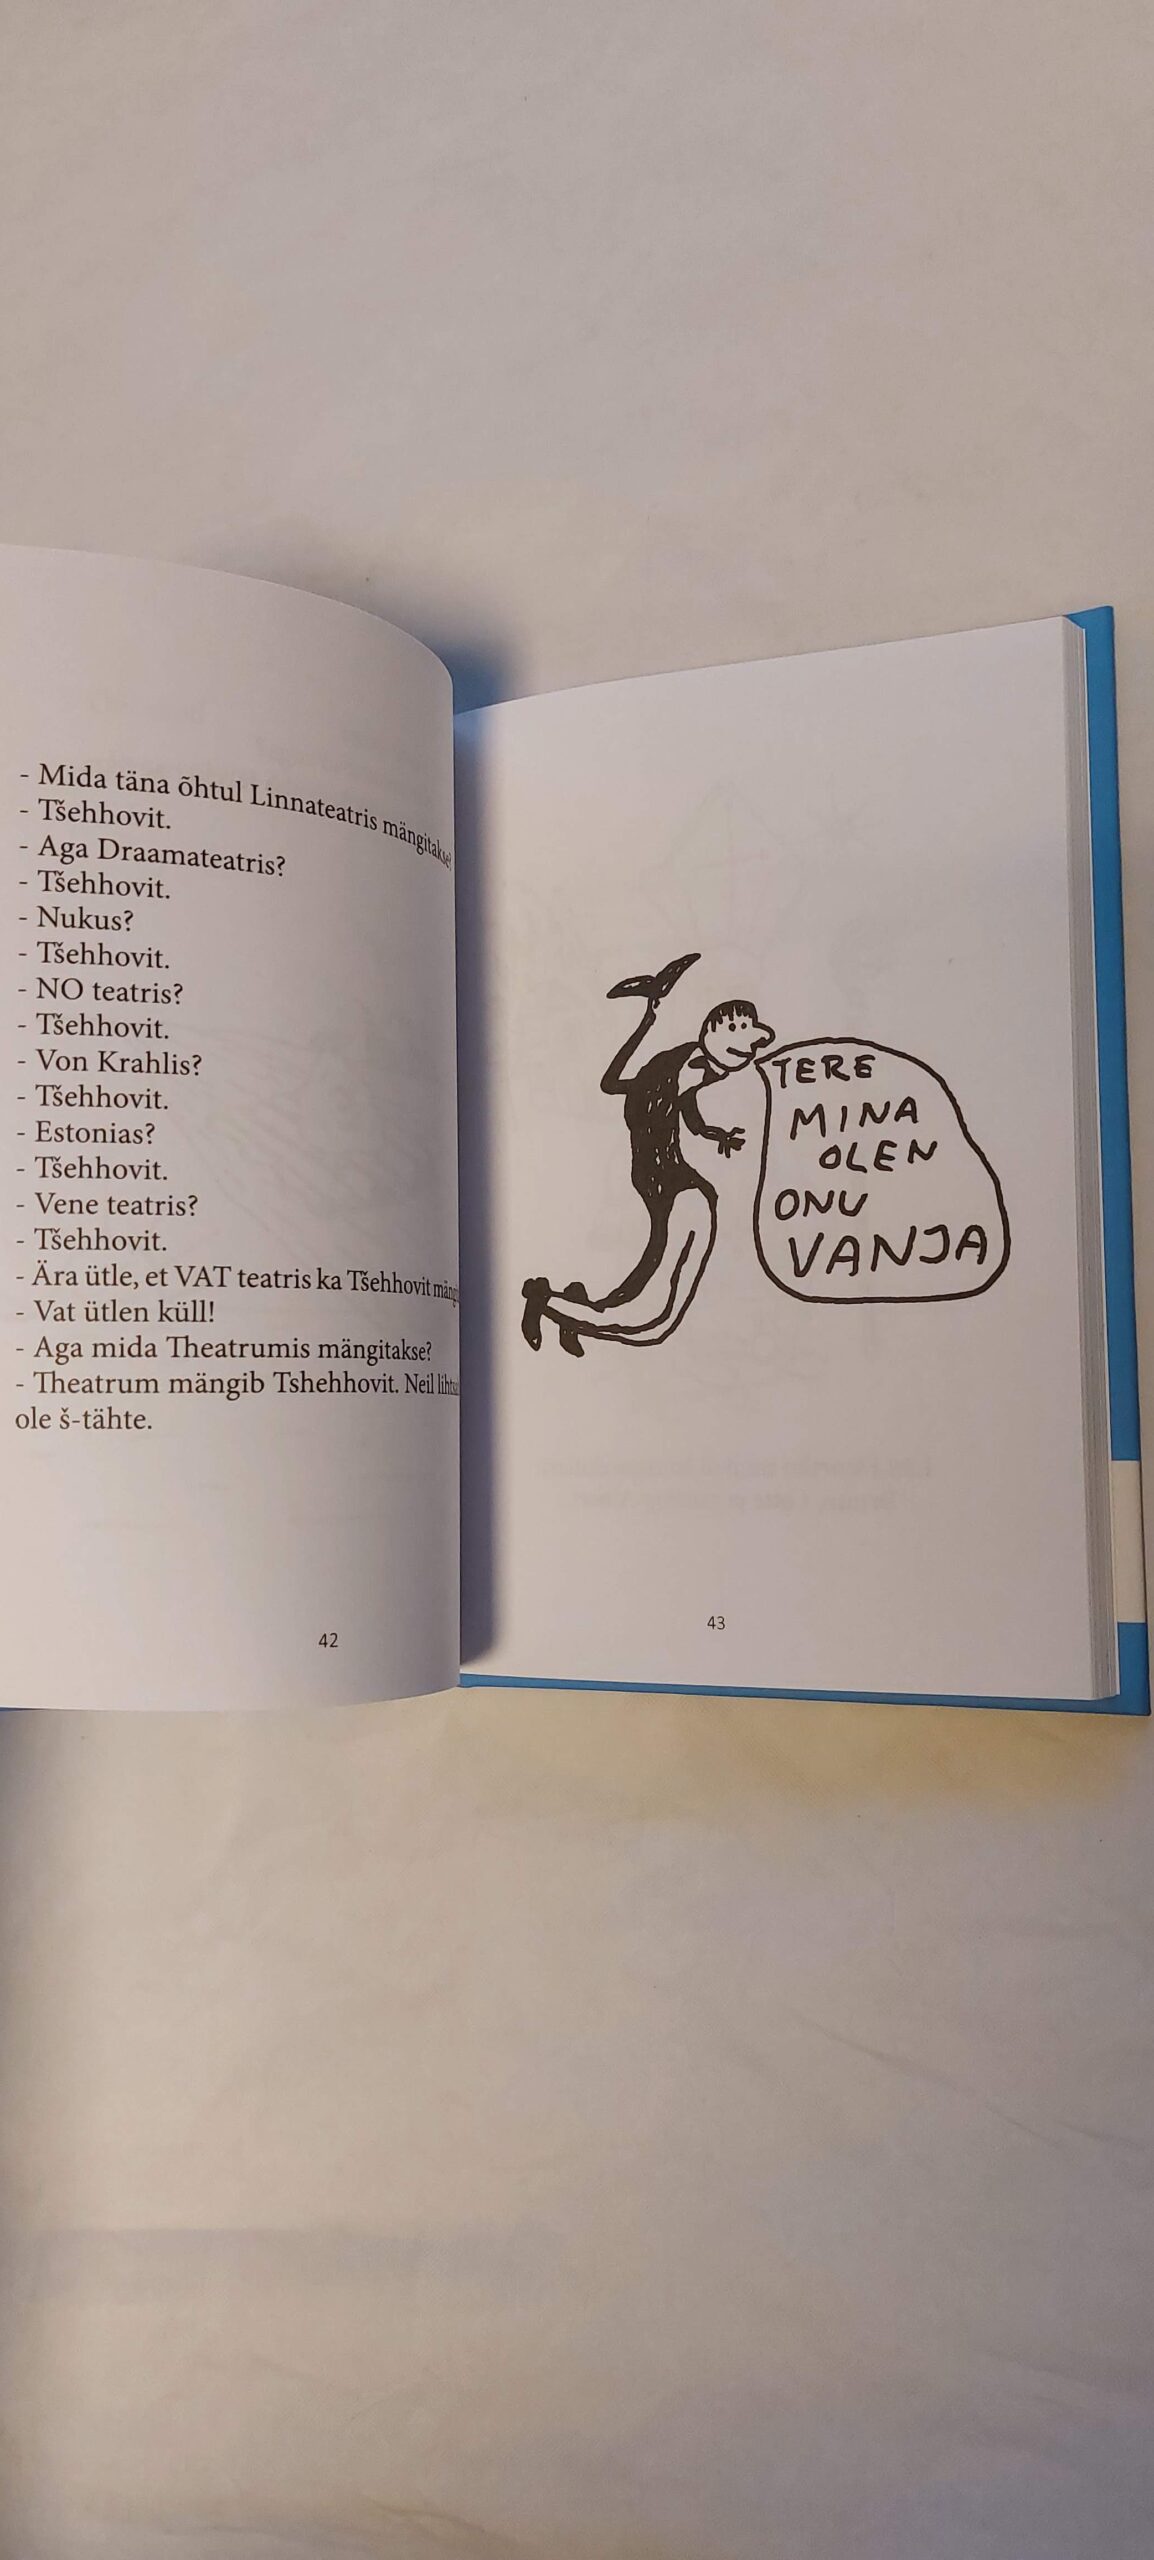 - Mida täna õhtul Linnateatris mängitakse?
- Tšehhovit.
- Aga Draamateatris?
- Tšehhovit.
- Nukus?
- Tšehhovit.
- NO teatris?
- Tšehhovit.
- Von Krahlis?
- Tšehhovit.
- Estonias?
- Tšehhovit.
- Vene teatris?
- Tšehhovit.
- Ära ütle, et VAT teatris ka Tšehhovit
- Vat ütlen küll!
- Aga mida Theatrumis mängitakse?
- Theatrum mängib Tshehhovit. Neil
ole š-tähte.
42
TERE
MINA
OLEN
ONU
VANJA
43